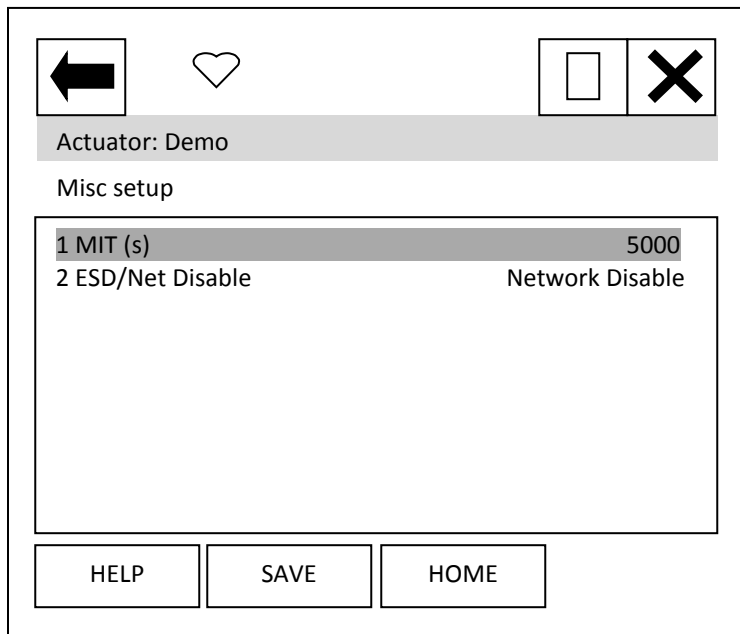 Actuator: Demo
Misc setup
1 MIT (s) 5000
2 ESD/Net Disable Network Disable
HELP SAVE HOME